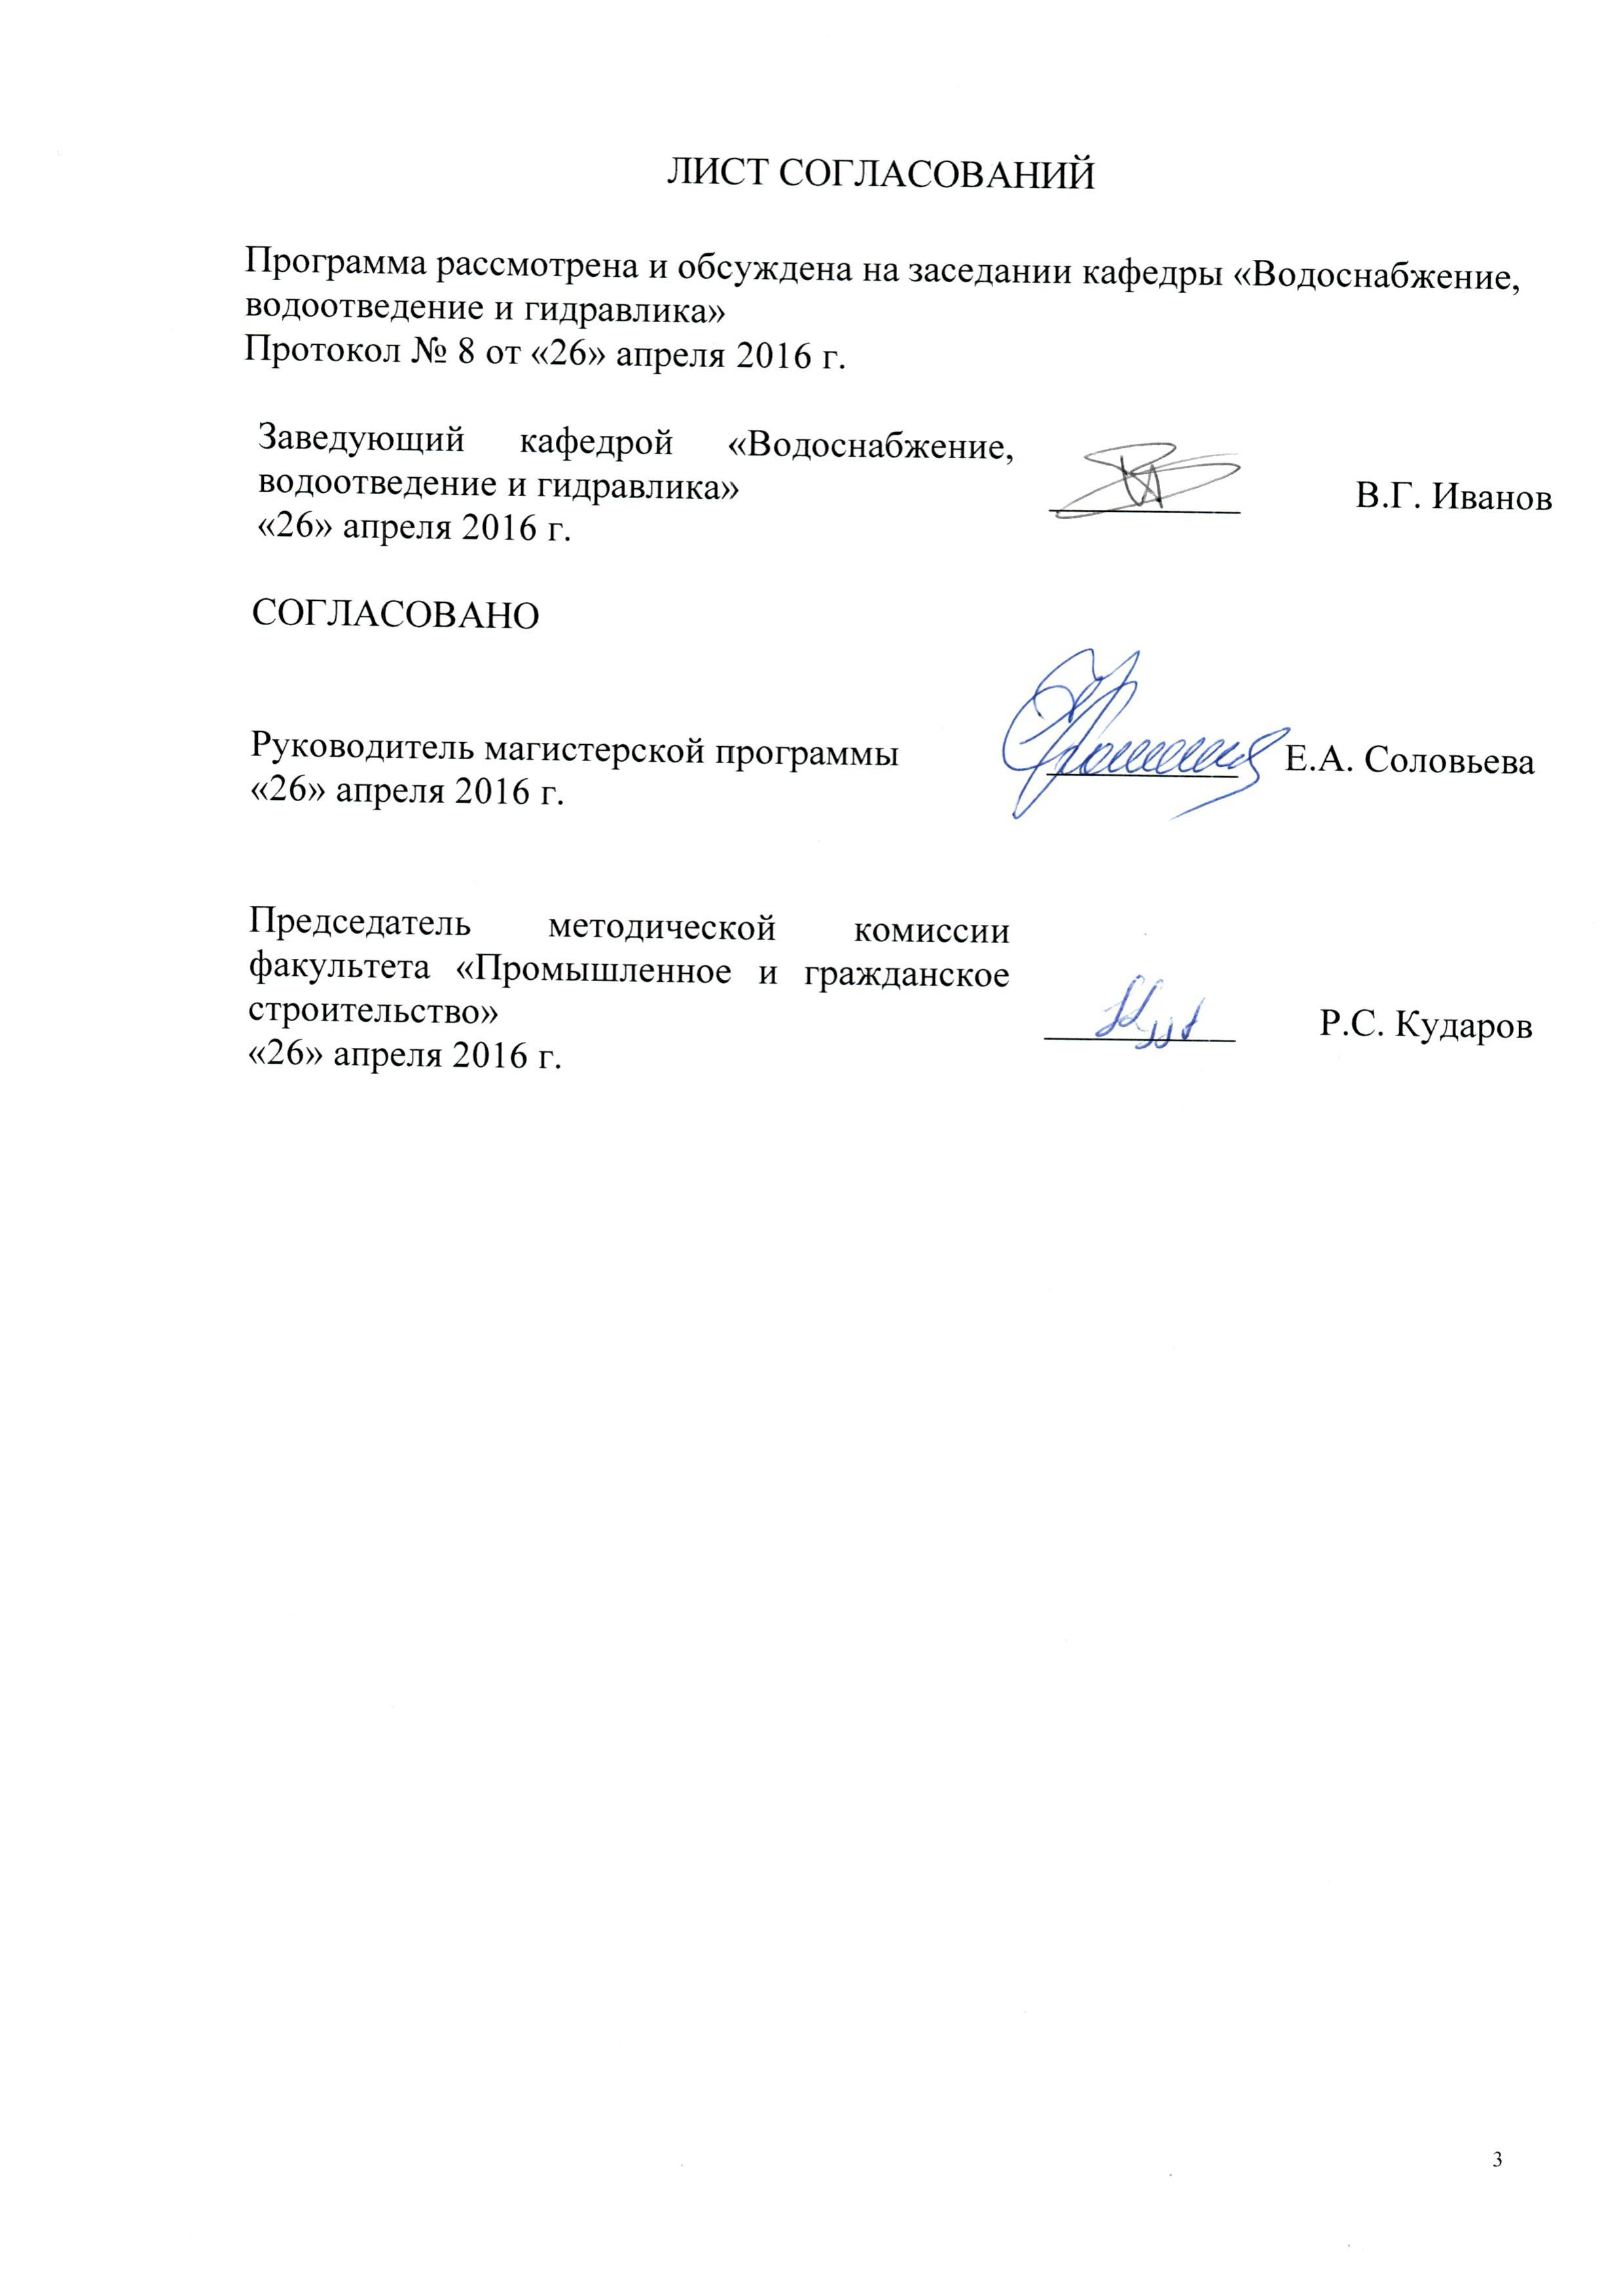 ЛИСТ СОГЛАСОВАНИЙ
Программа рассмотрена и обсуждена на заседании кафедры «Водоснабжение,
водоотведение и гидравлика»
Протокол № 8 от «26» апреля 2016 г.
Заведующий кафедрой «Водоснабжение,
водоотведение и гидравлика»
В.Г. Иванов
«26» апреля 2016 г.
СОГЛАСОВАНО
Руководитель магистерской программы Е.А. Соловьева
«26» апреля 2016 г.
Председатель методической комиссии
факультета «Промышленное и гражданское
строительство» Р.С. Кударов
«26» апреля 2016 г.
3